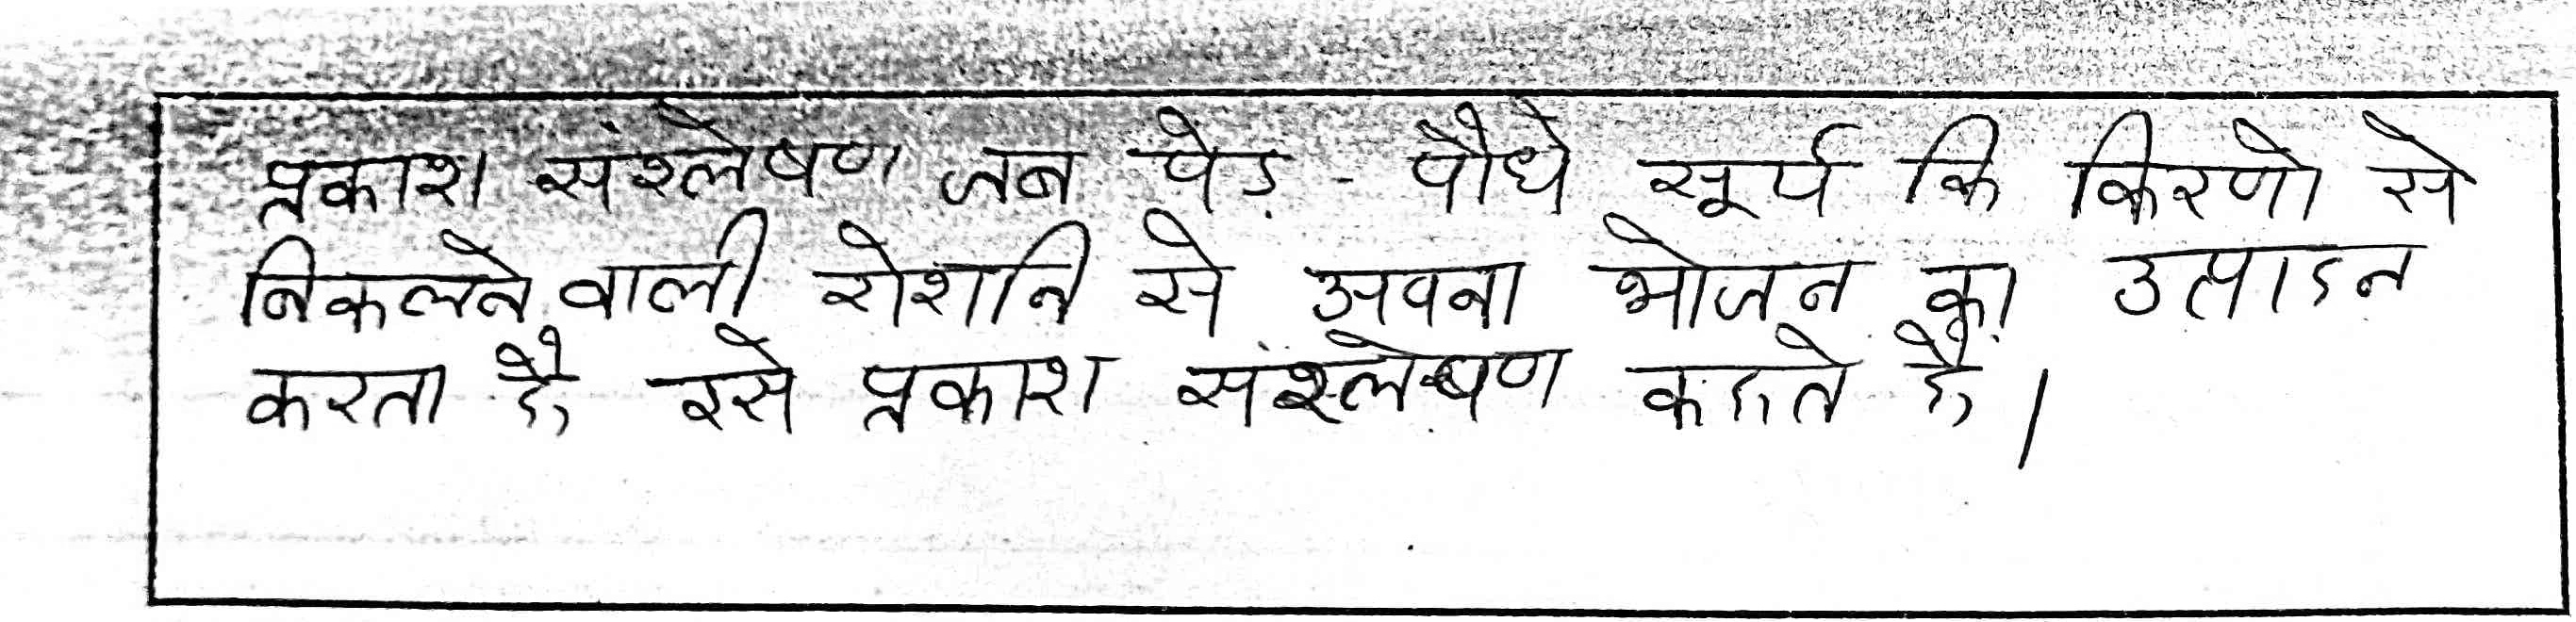 प्रकाश संश्लेषण जब पेड़ - पौधे सूर्य कि किरणो से
निकलने वाली रोशनि से अपना भोजन का उत्पादन
करता है इसे प्रकाश संश्लेषण कहते है।